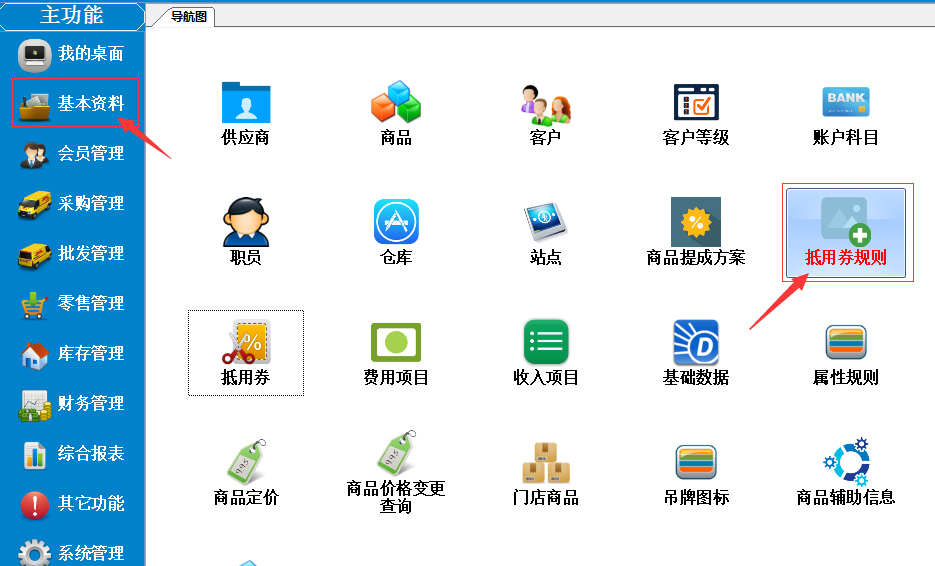 主功能
我的桌面
基本资料
会员管理
采购管理
批发管理
零售管理
库存管理
财务管理
综合报表
其它功能
系统管理
导航图
供应商
商品
客户
客户等级
BANK
账户科目
职员
仓库
站点
%
商品提成方案
抵用券规则
%
抵用券
费用项目
收入项目
D
基础数据
属性规则
9.95
商品定价
9.95
商品价格变更
查询
门店商品
吊牌图标
商品辅助信息